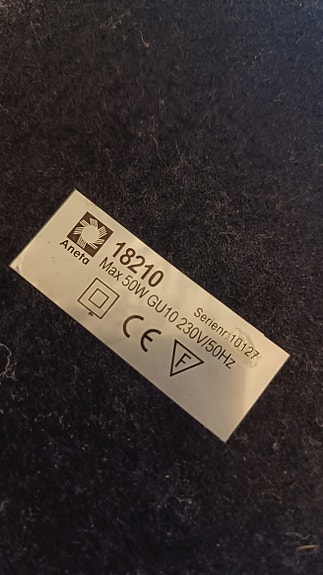 Aneta
18210
Serienr:10127
Max 50W GU10 230V/50Hz
CE
F